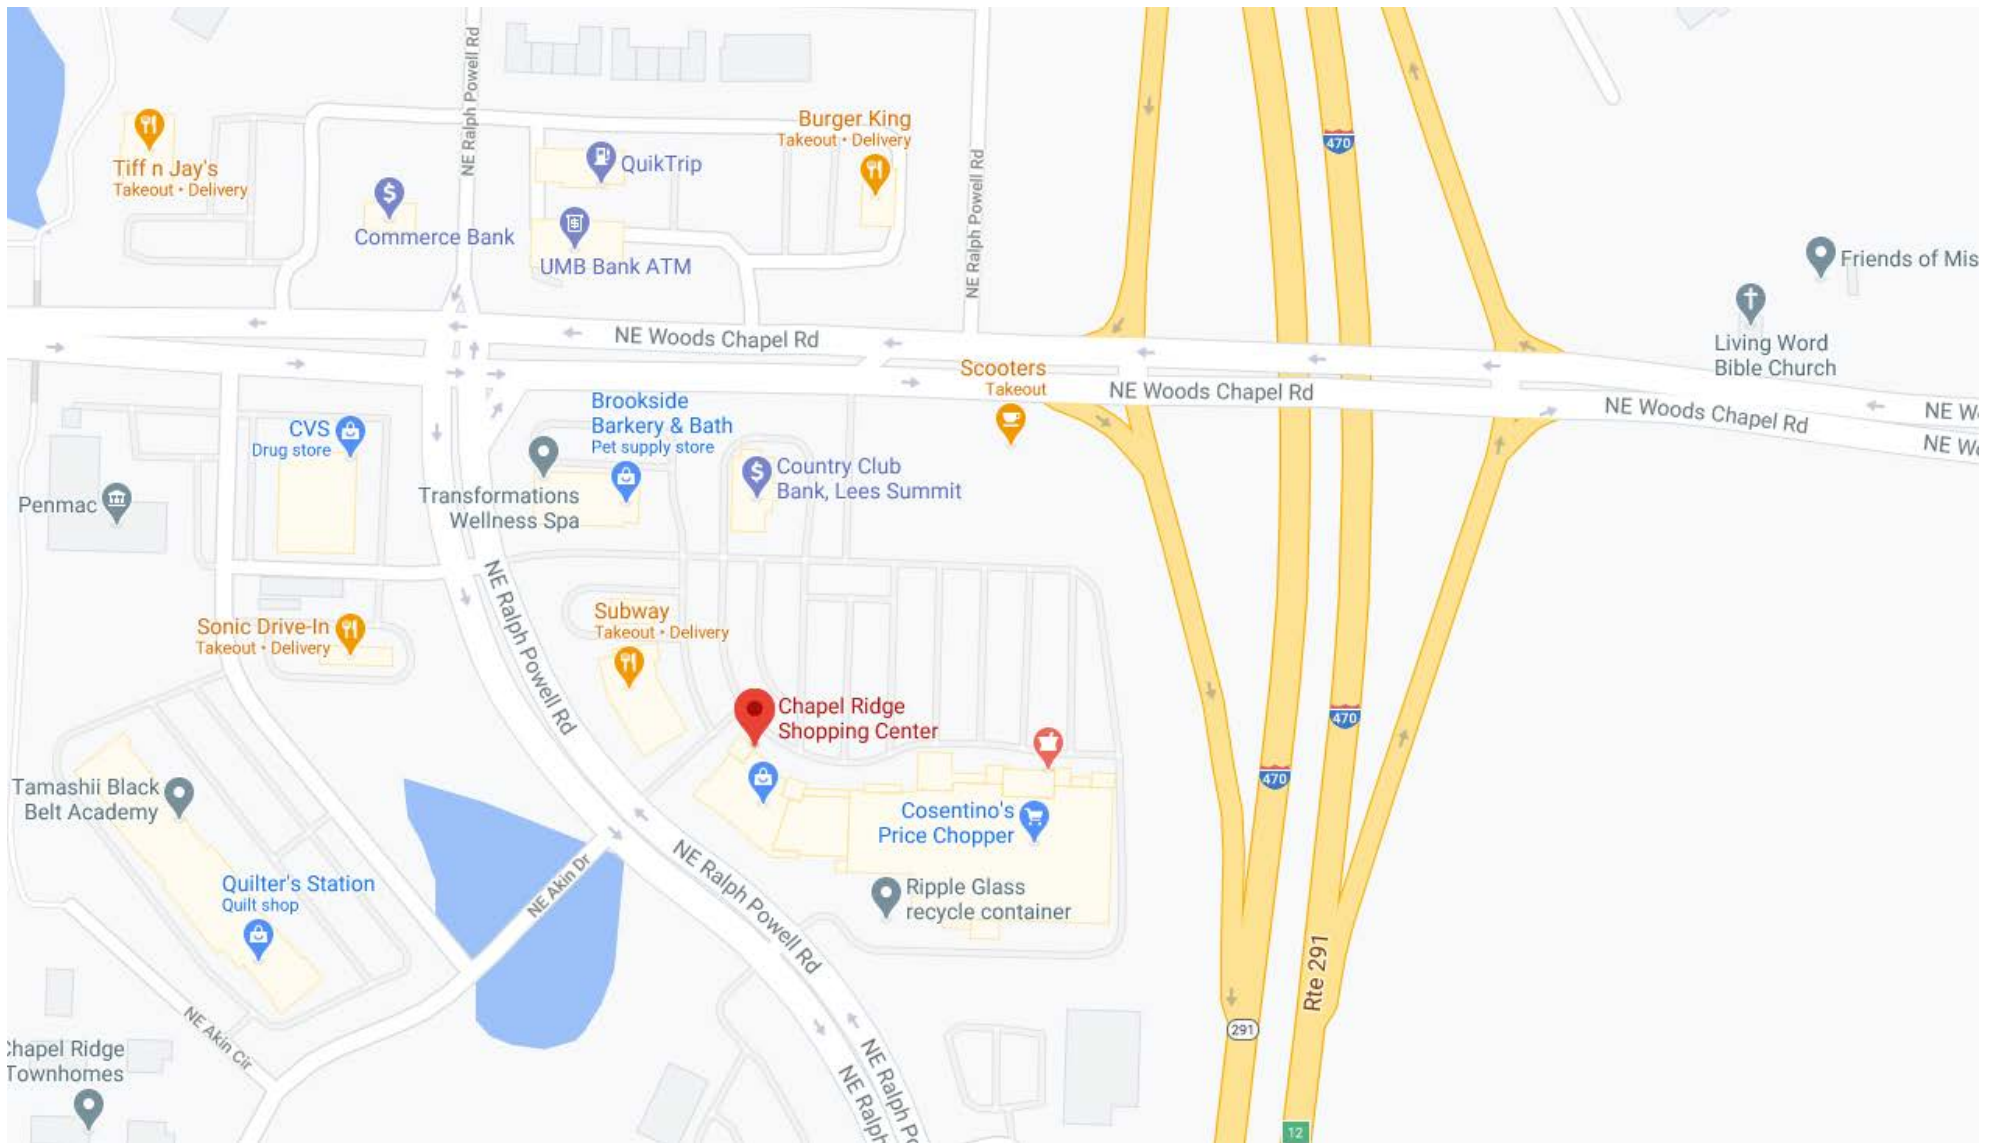 NE Ralph Powell Rd
Burger King
Takeout • Delivery
470
Tiff n Jay's
Takeout • Delivery
QuikTrip
Commerce Bank
UMB Bank ATM
NE Ralph Powell Rd
Friends of Mis
Living Word
Bible Church
NE Woods Chapel Rd
Scooters
Takeout
NE Woods Chapel Rd
NE Woods Chapel Rd
NE W
NE W
CVS
Drug store
Brookside
Barkery & Bath
Pet supply store
Country Club
Bank, Lees Summit
Transformations
Wellness Spa
Penmac
NE Ralph Powell Rd
Sonic Drive-In
Takeout • Delivery
Subway
Takeout • Delivery
Chapel Ridge
Shopping Center
470
470
Tamashii Black
Belt Academy
Cosentino's
Price Chopper
Quilter's Station
Quilt shop
NE Akin Dr
NE Ralph Powell Rd
Ripple Glass
recycle container
Rte 291
291
NE Akin Cir
Chapel Ridge
Townhomes
NE Ralph P
NE Ralph
12